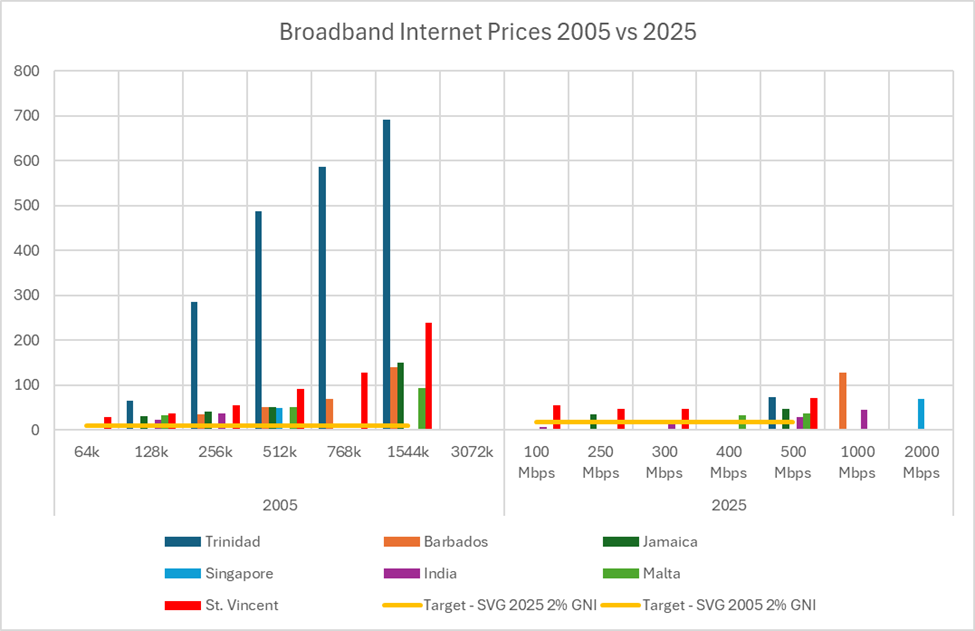 Broadband Internet Prices 2005 vs 2025
800
700
600
500
400
300
200
100
0
64k 128k 256k 512k 768k 1544k 3072k 100 250 300 400 500 1000 2000
Mbps Mbps Mbps Mbps Mbps Mbps Mbps
2005 2025
Trinidad Barbados Jamaica
Singapore India Malta
St. Vincent Target - SVG 2025 2% GNI Target - SVG 2005 2% GNI